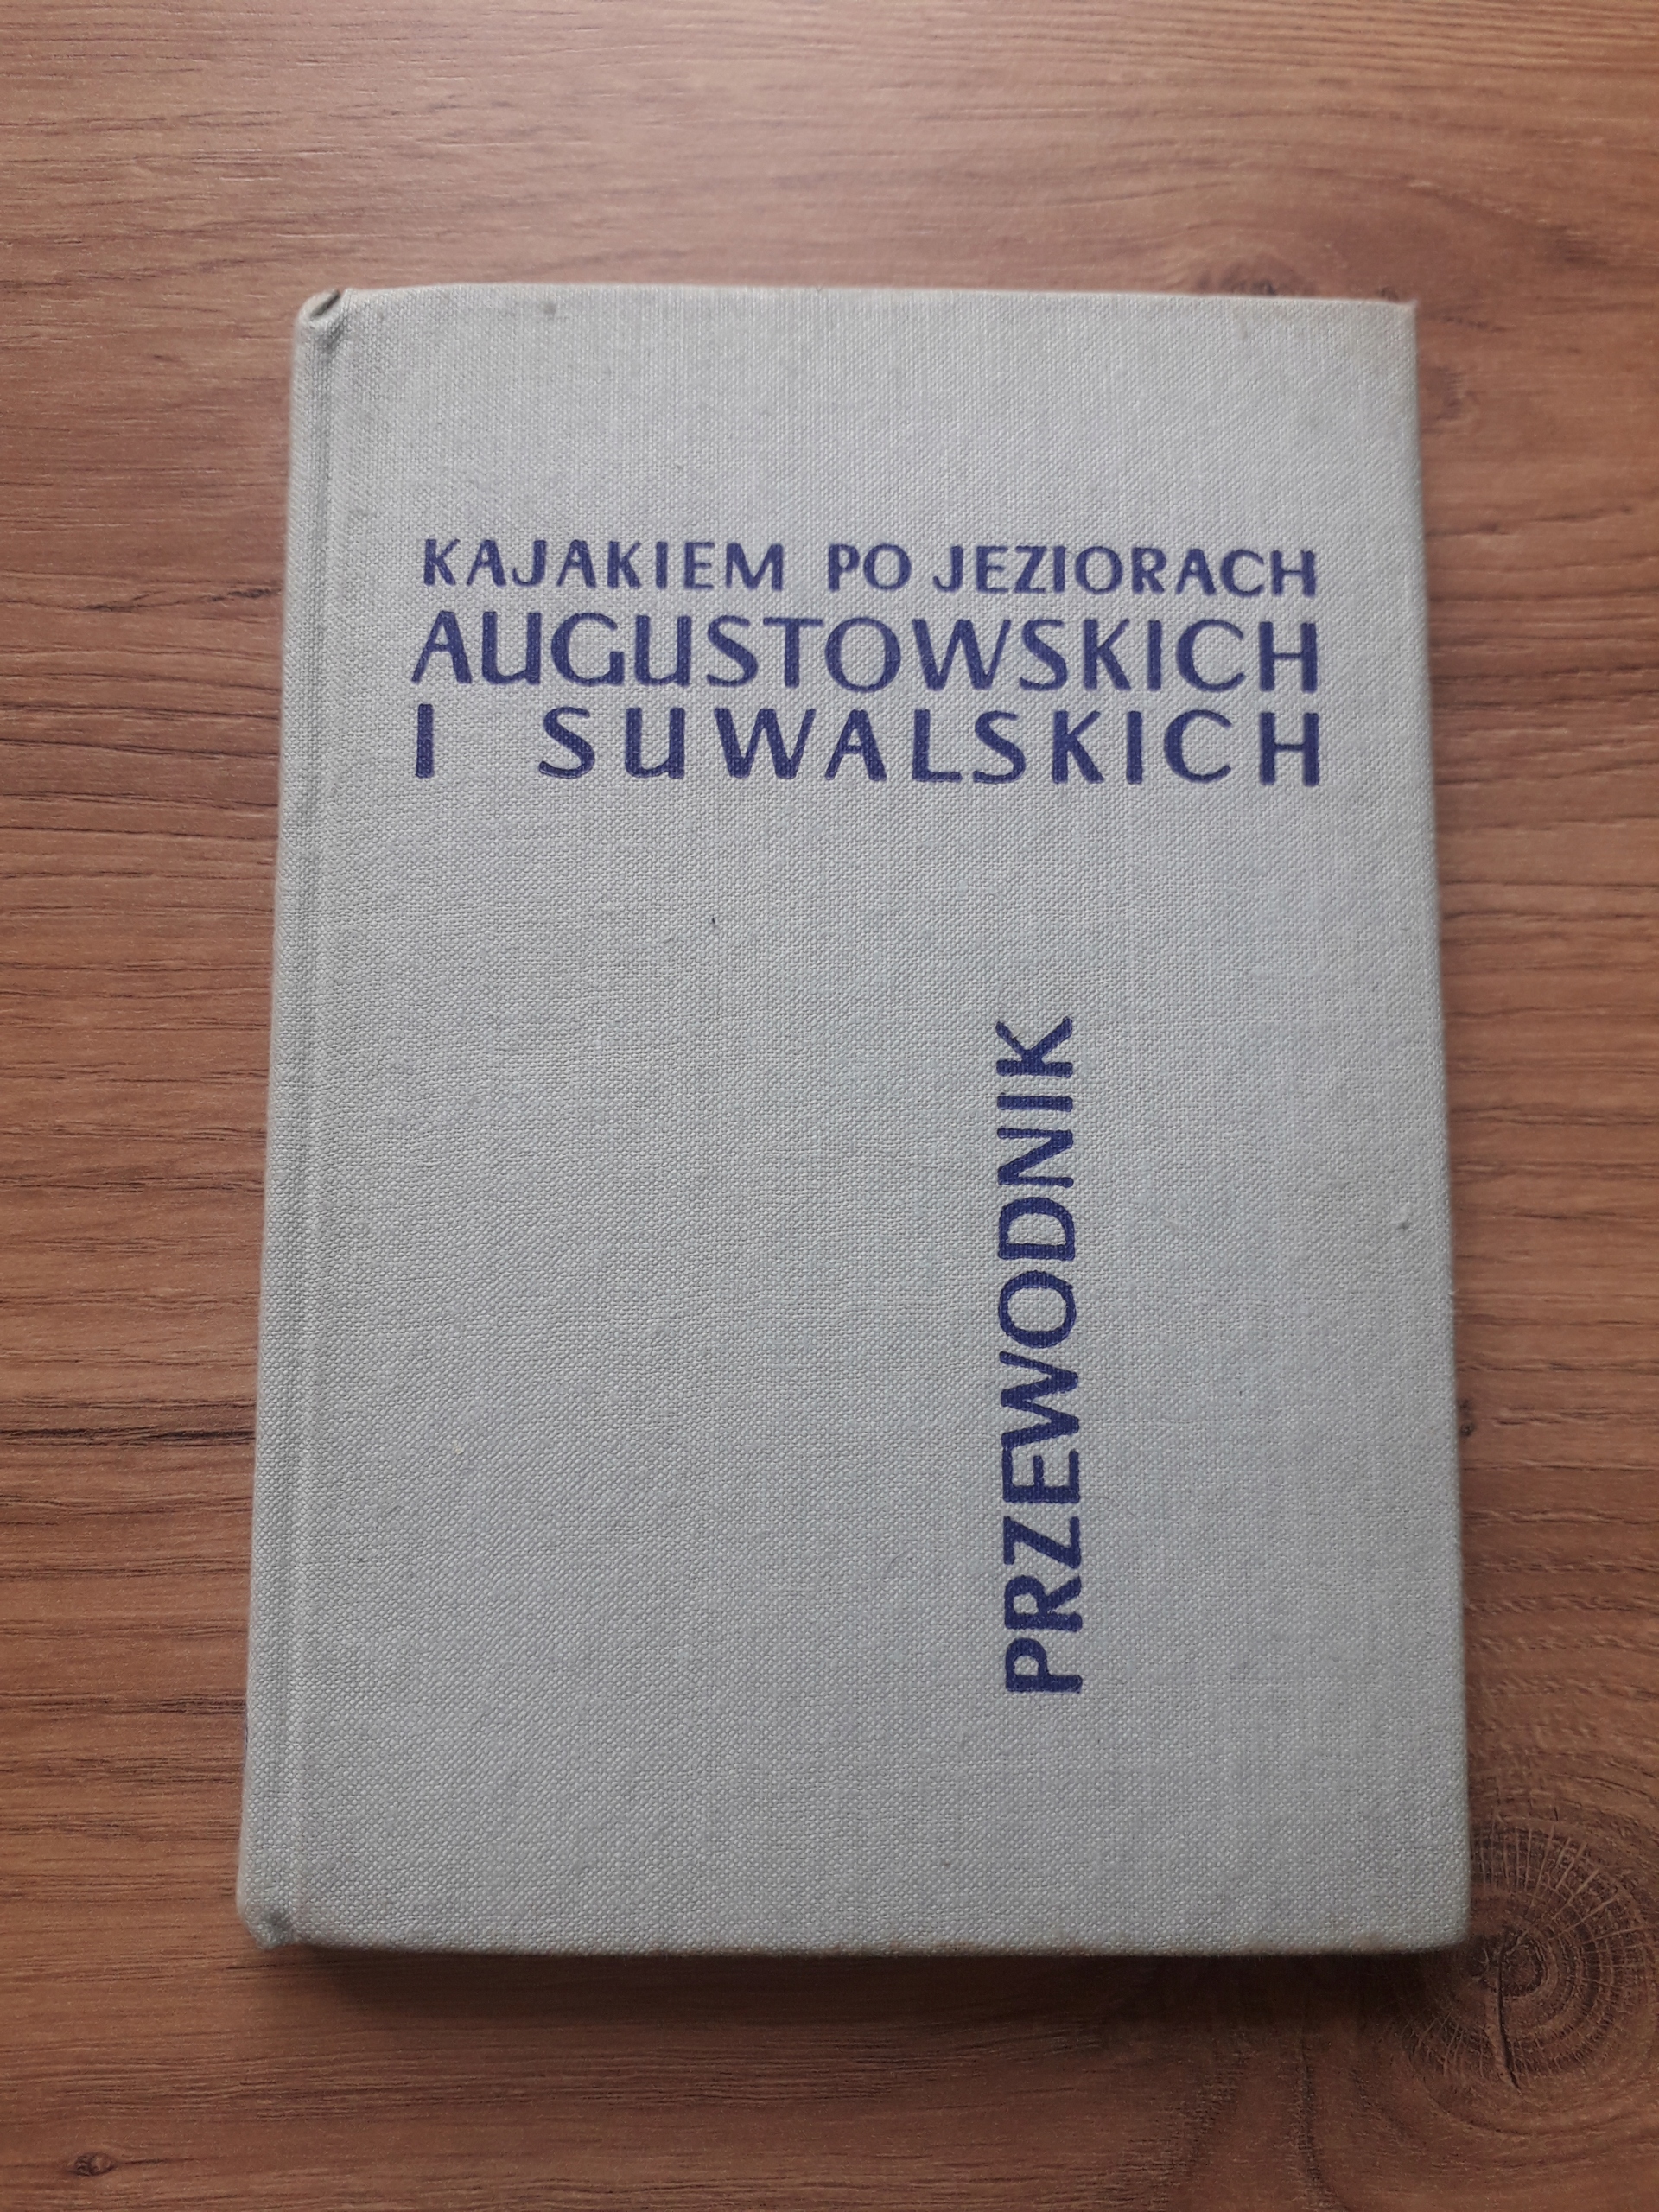 KAJAKIEM PO JEZIORACH
AUGUSTOWSKICH
I SUWALSKICH
PRZEWODNIK